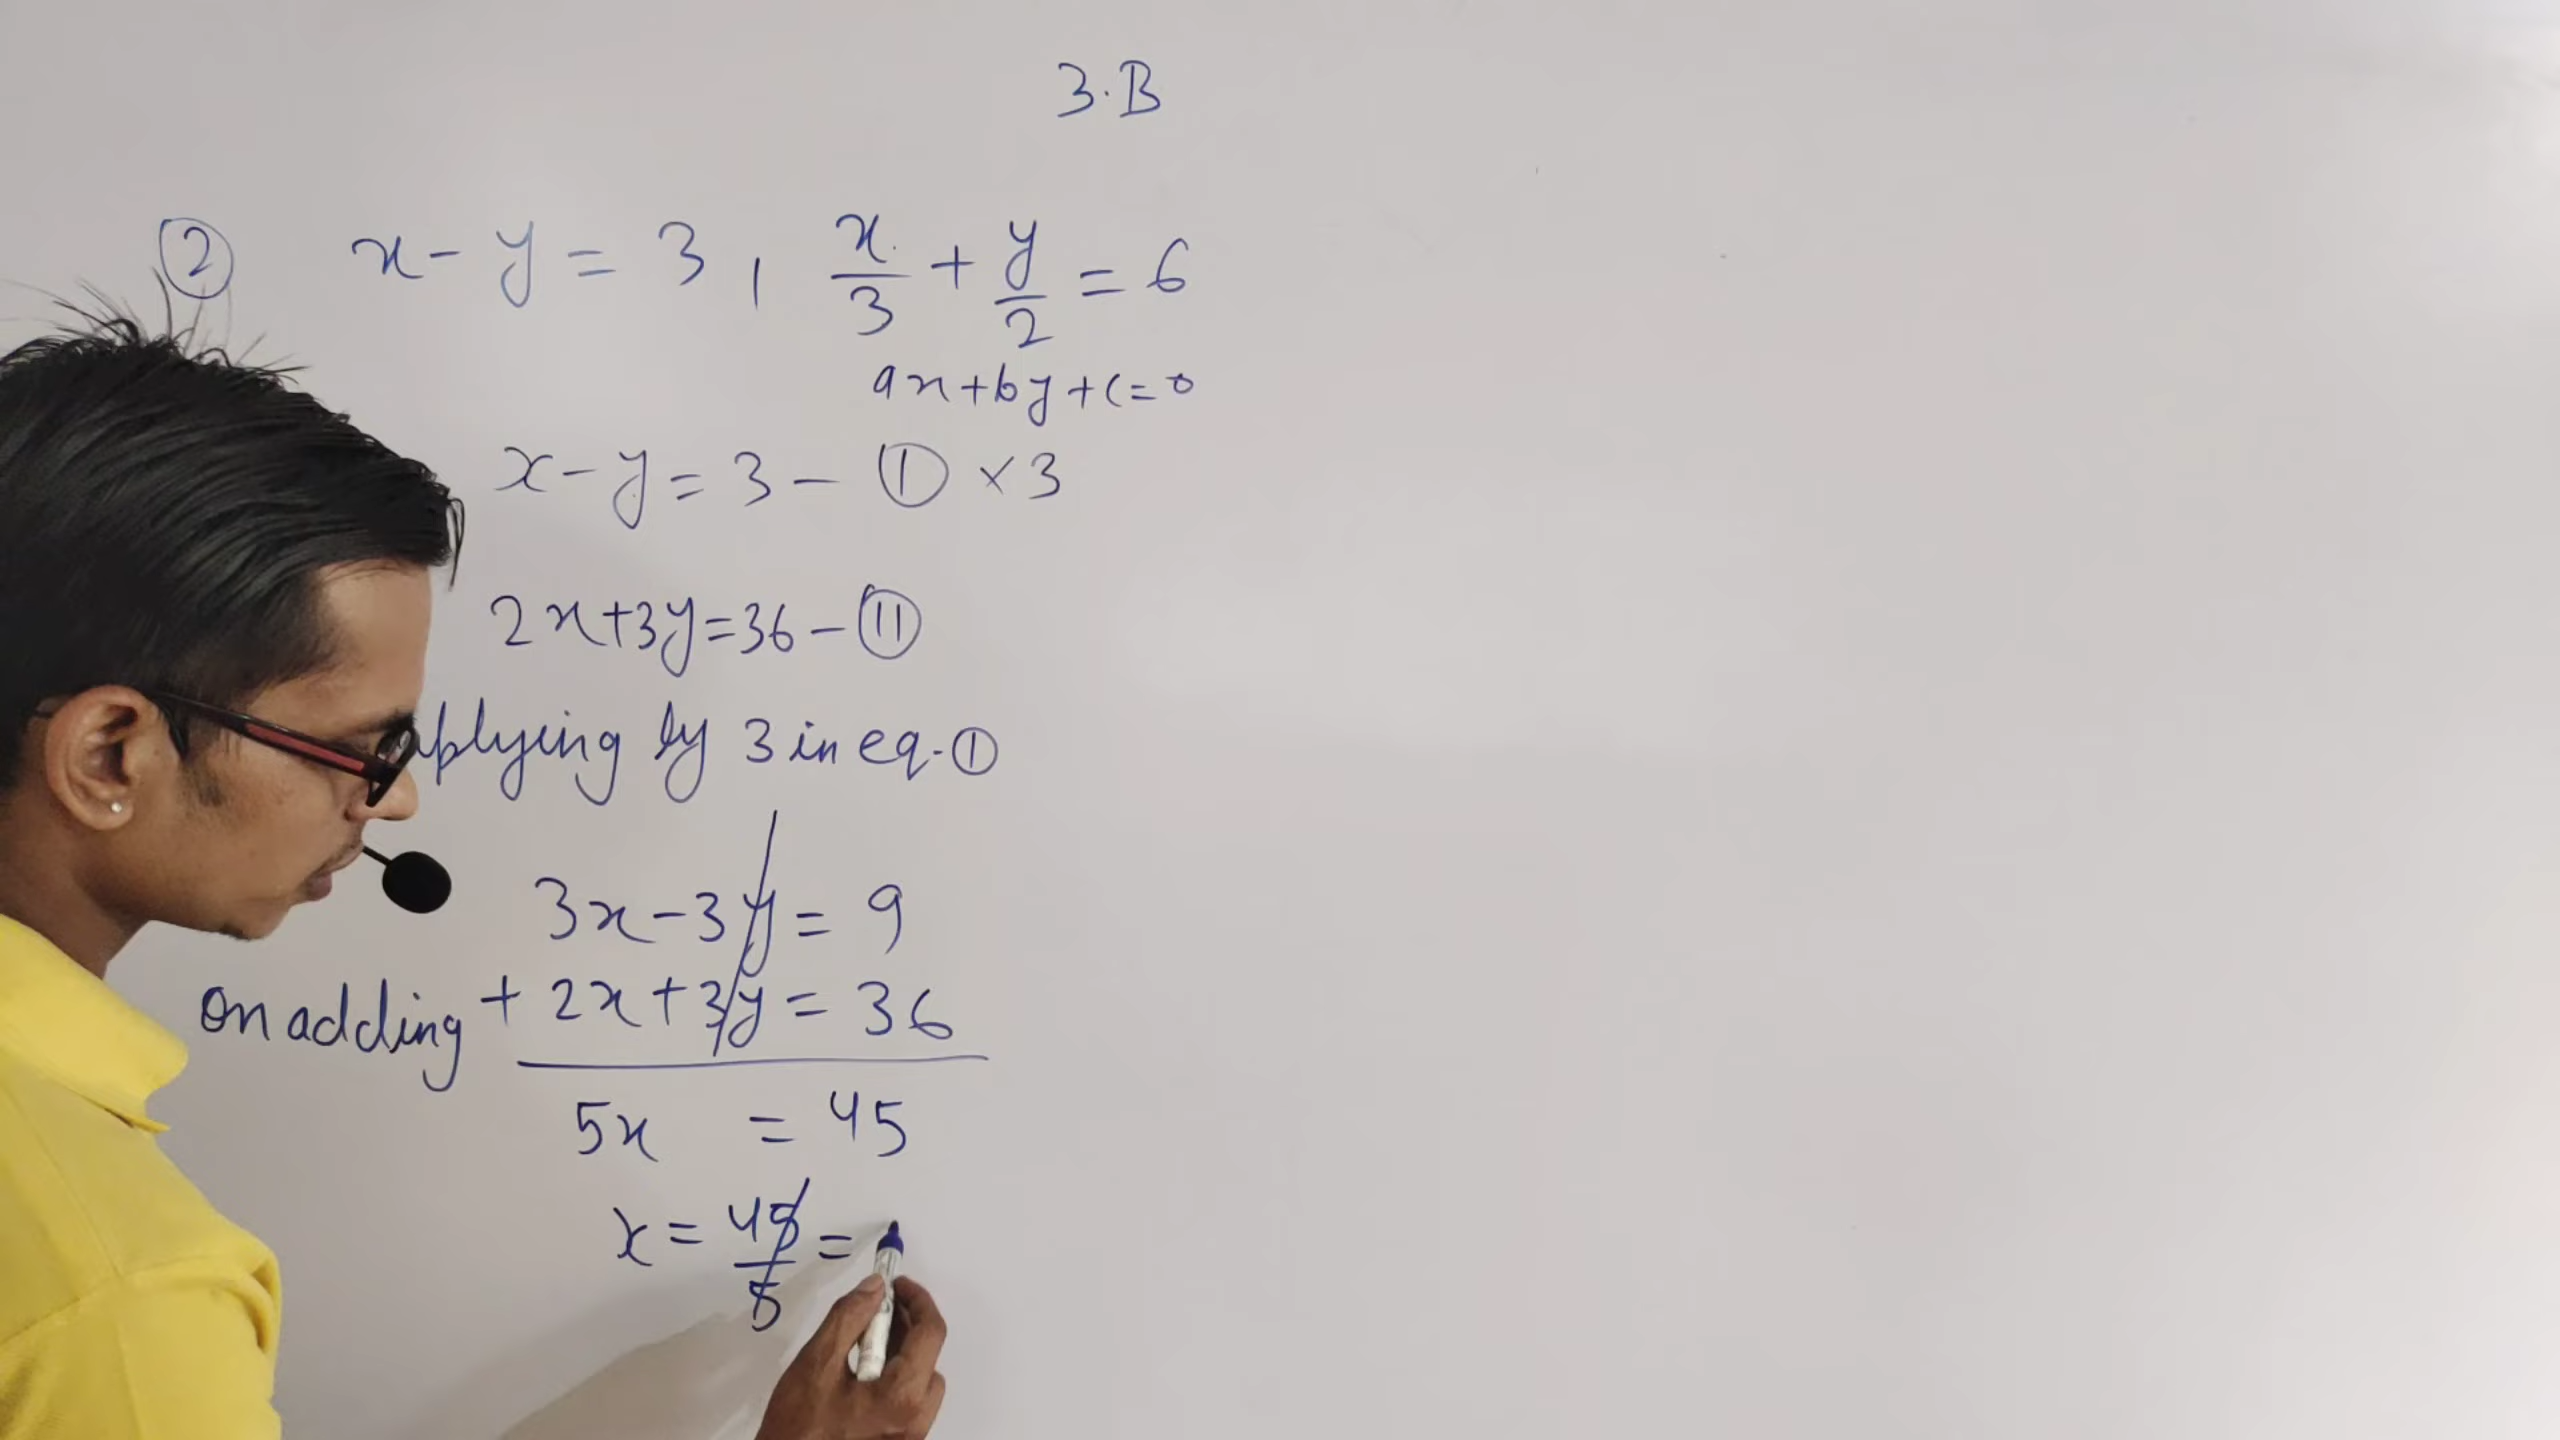 3.B
② x - y = 3 , x/3 + y/2 = 6
ax + by + c = 0
x - y = 3 - ① × 3
2x + 3y = 36 - ⑪
plying by 3 in eq. ①
3x - 3y = 9
on adding + 2x + 3y = 36
5x = 45
x = 45/5 =